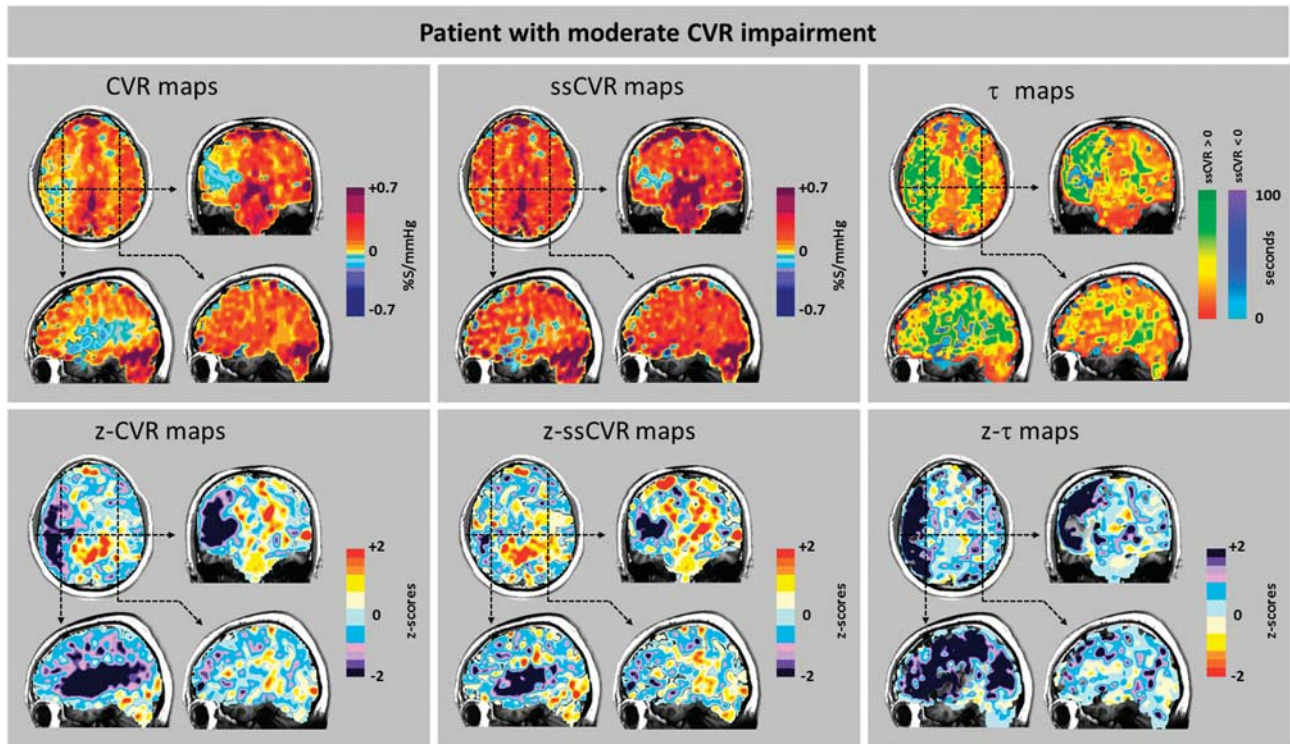 Patient with moderate CVR impairment
CVR maps
+0.7
0
-0.7
%S/mmHg
ssCVR maps
+0.7
0
-0.7
%S/mmHg
τ maps
ssCVR > 0
ssCVR < 0
100
0
seconds
z-CVR maps
+2
0
-2
z-scores
z-ssCVR maps
+2
0
-2
z-scores
z-τ maps
+2
0
-2
z-scores